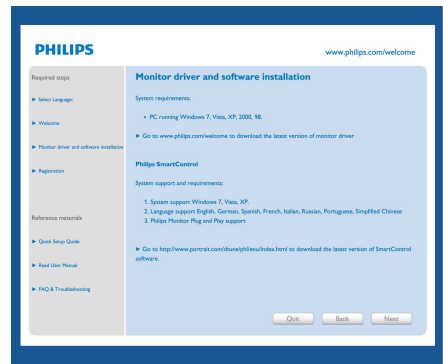 PHILIPS
www.philips.com/welcome
Required steps
► Select Language:
► Welcome
► Monitor driver and software installation
► Registration
Reference materials
► Quick Setup Guide
► Read User Manual
► FAQ & Troubleshooting
Monitor driver and software installation
System requirements:
• PC running Windows 7, Vista, XP, 2000, 98.
► Go to www.philips.com/welcome to download the latest version of monitor driver
Philips SmartControl
System support and requirements:
1. System support Windows 7, Vista, XP.
2. Language support English, German, Spanish, French, Italian, Russian, Portuguese, Simplified Chinese
3. Philips Monitor Plug and Play support
► Go to http://www.portrait.com/dtune/phl/enu/index.html to download the latest version of SmartControl
software.
Quit
Back
Next